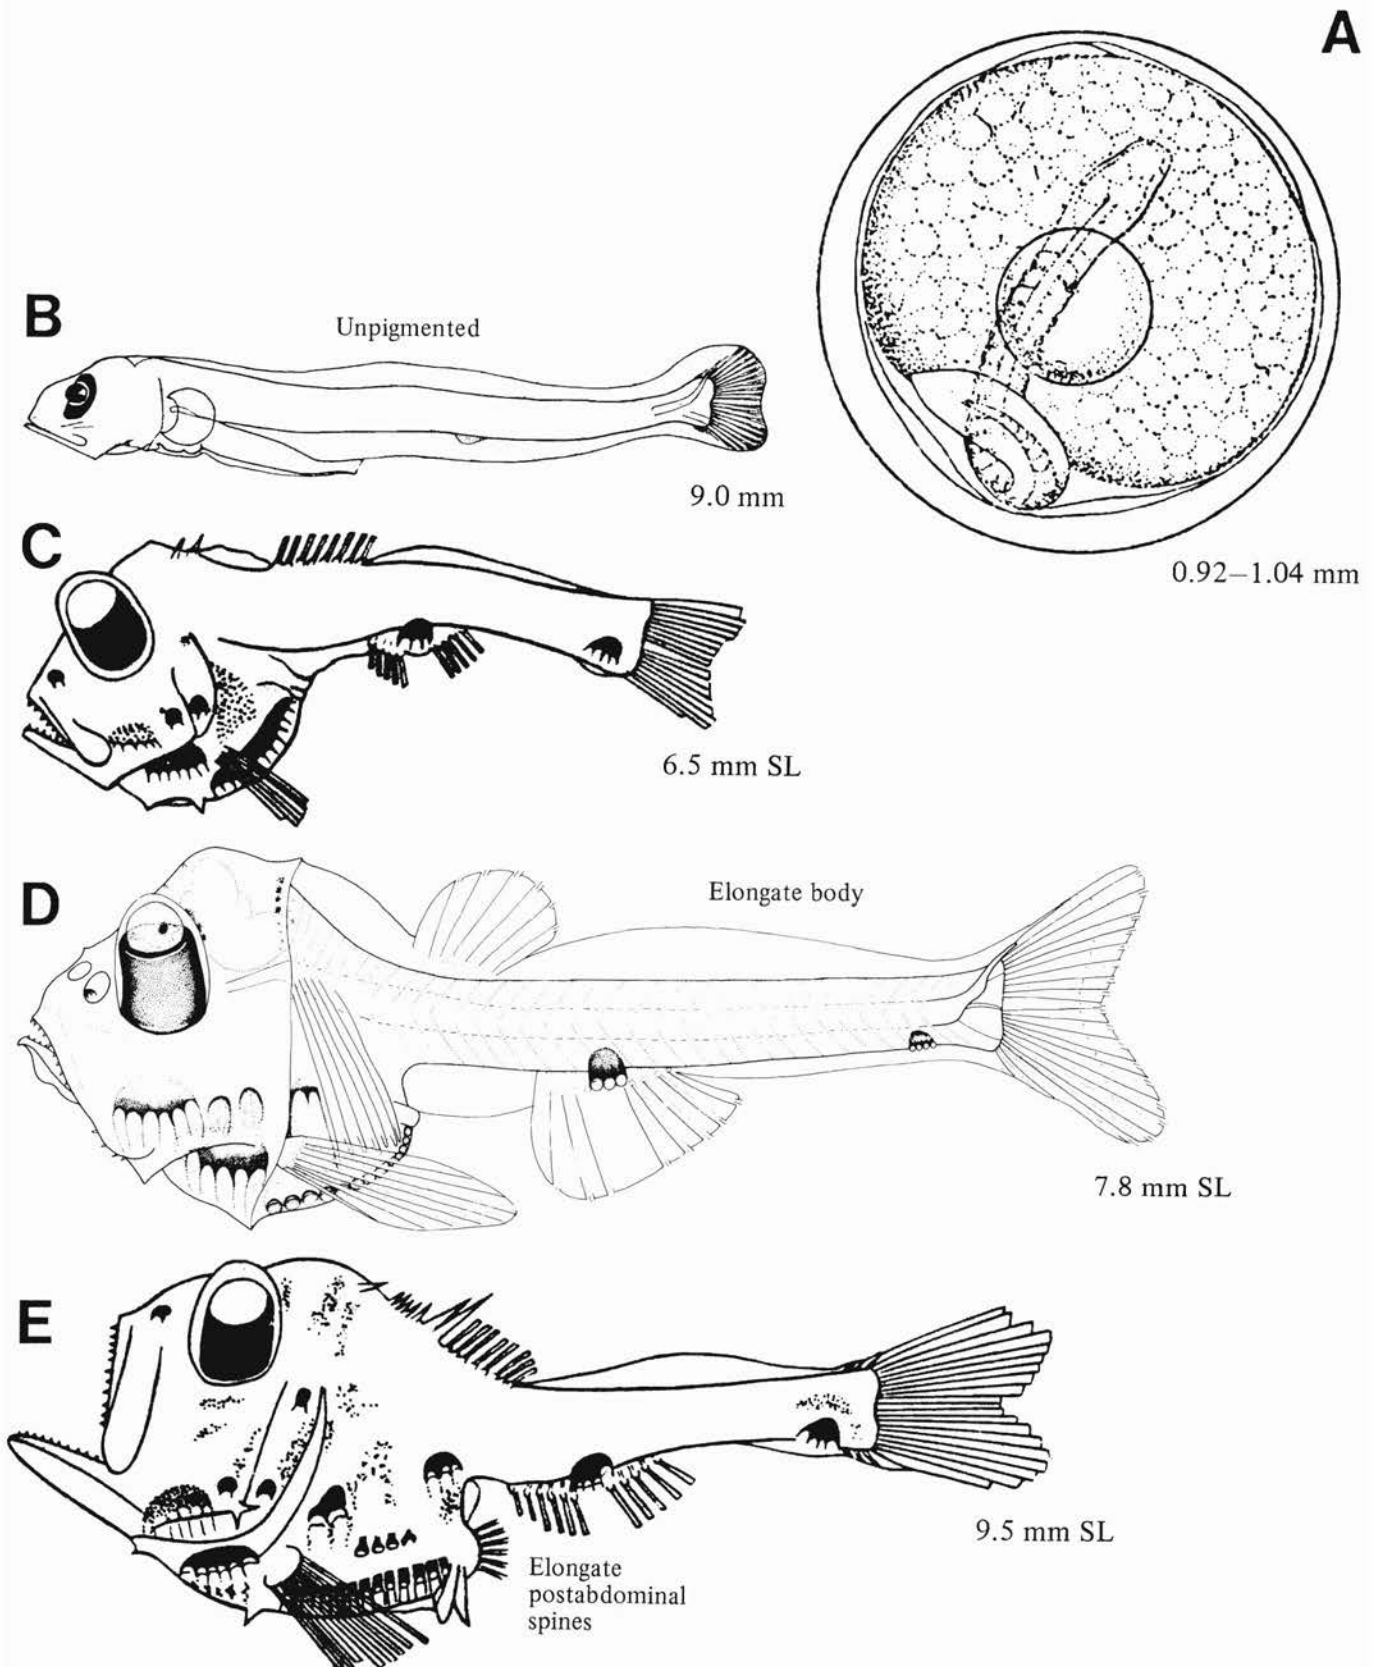 A
0.92–1.04 mm
B
Unpigmented
9.0 mm
C
6.5 mm SL
D
Elongate body
7.8 mm SL
E
9.5 mm SL
Elongate
postabdominal
spines